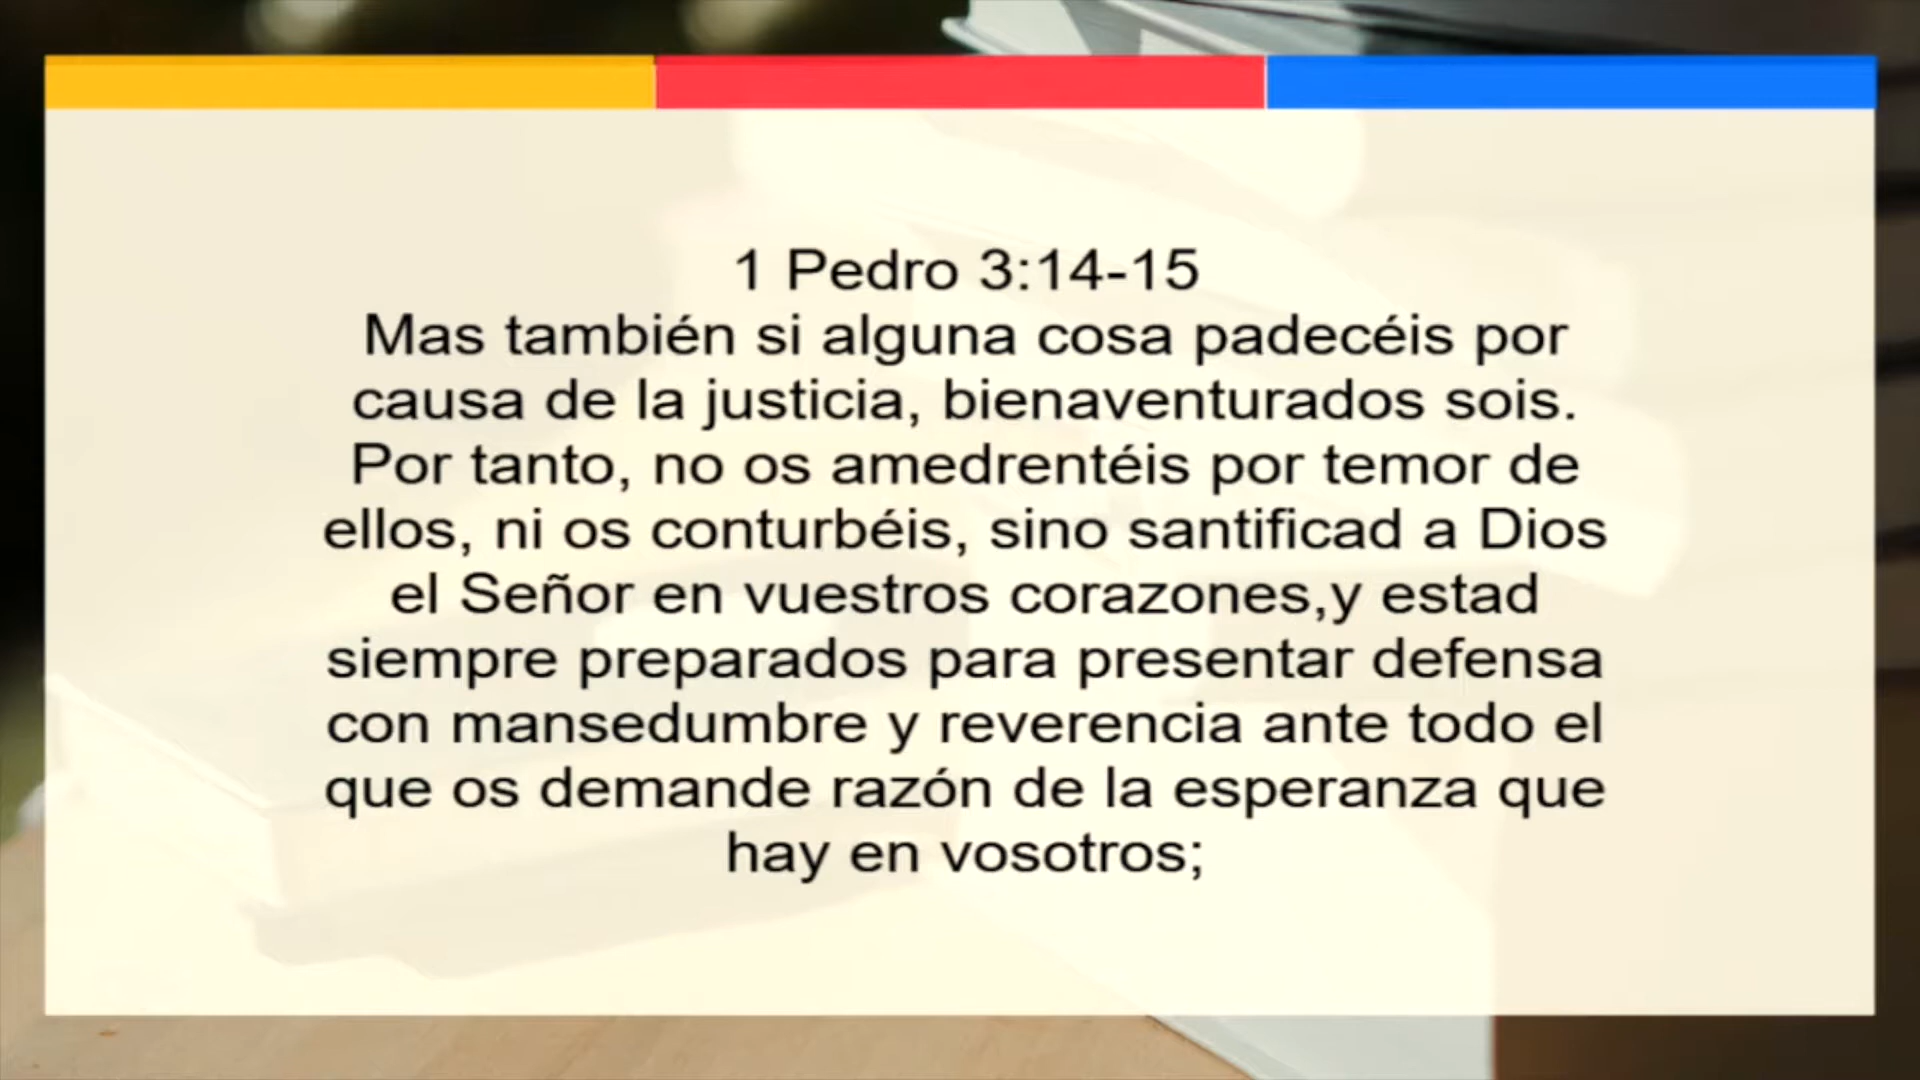 1 Pedro 3:14-15
Mas también si alguna cosa padecéis por
causa de la justicia, bienaventurados sois.
Por tanto, no os amedrentéis por temor de
ellos, ni os conturbéis, sino santificad a Dios
el Señor en vuestros corazones,y estad
siempre preparados para presentar defensa
con mansedumbre y reverencia ante todo el
que os demande razón de la esperanza que
hay en vosotros;